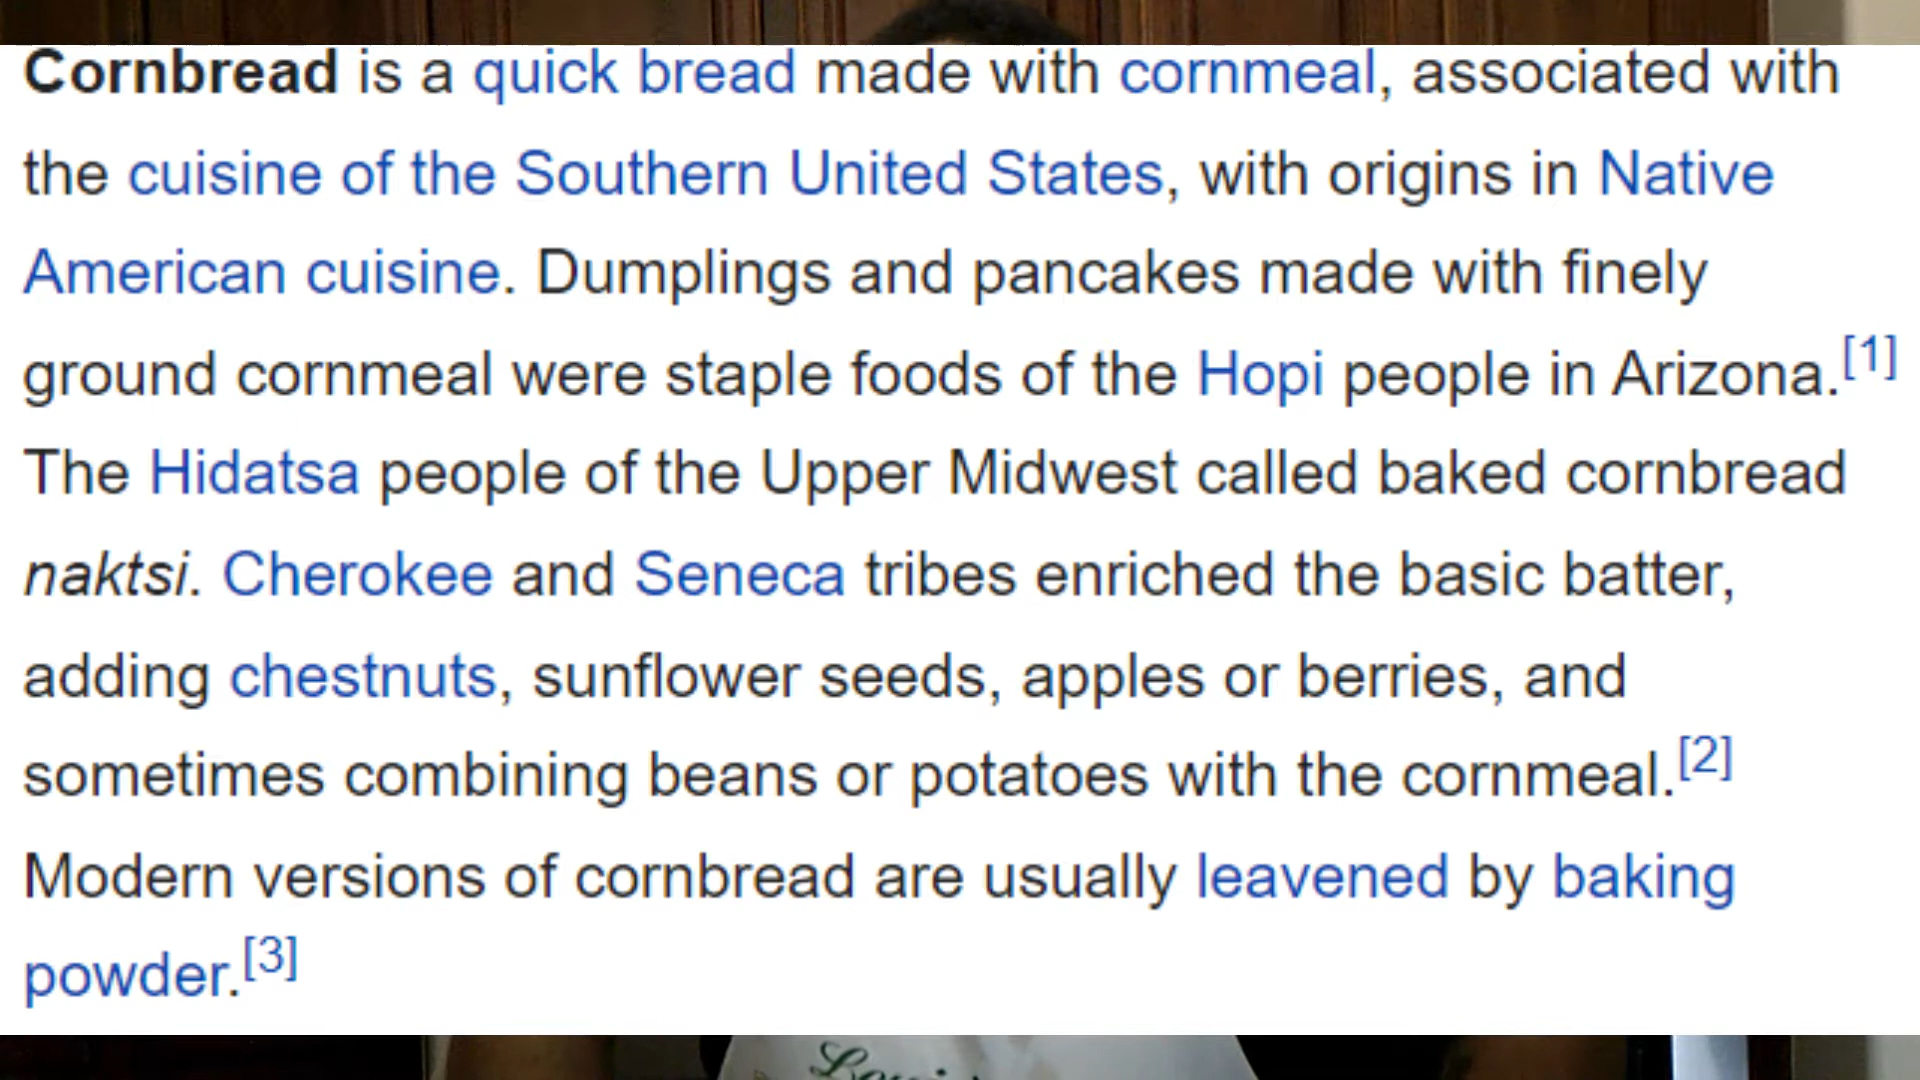 Cornbread is a quick bread made with cornmeal, associated with
the cuisine of the Southern United States, with origins in Native
American cuisine. Dumplings and pancakes made with finely
ground cornmeal were staple foods of the Hopi people in Arizona.[1]
The Hidatsa people of the Upper Midwest called baked cornbread
naktsi. Cherokee and Seneca tribes enriched the basic batter,
adding chestnuts, sunflower seeds, apples or berries, and
sometimes combining beans or potatoes with the cornmeal.[2]
Modern versions of cornbread are usually leavened by baking
powder.[3]